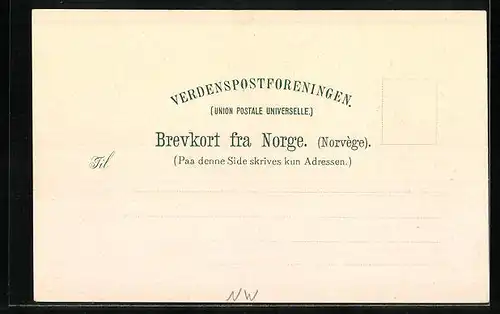 VERDENSPOSTFORENINGEN.
(UNION POSTALE UNIVERSELLE.)
Brevkort fra Norge. (Norvège).
(Paa denne Side skrives kun Adressen.)
Til
NW